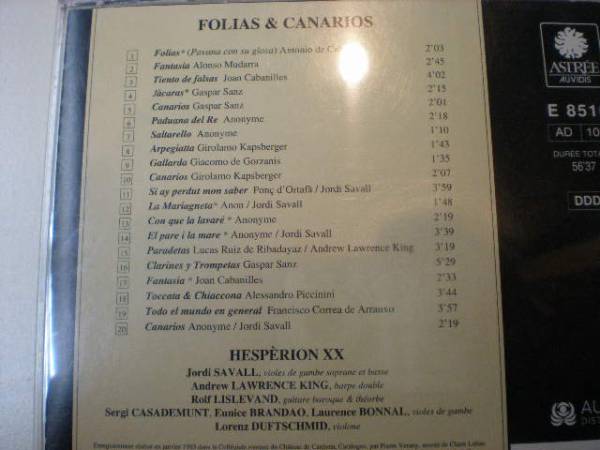 FOLIAS & CANARIOS
1 Folias* (Pavana con su glosa) Antonio de 2'03
2 Fantasia Alonso Mudarra 2'45
3 Tiento de falsas Joan Cabanilles 4'02
4 Jácaras* Gaspar Sanz 2'15
5 Canarios Gaspar Sanz 2'01
6 Paduana del Re Anonyme 2'18
7 Saltarello Anonyme 1'10
8 Arpegiatta Girolamo Kapsberger 1'43
9 Gallarda Giacomo de Gorzanis 1'35
10 Canarios Girolamo Kapsberger 2'07
11 Si ay perdut mon saber Ponç d'Ortafà / Jordi Savall 3'59
12 La Mariagneta* Anon / Jordi Savall 1'48
13 Con que la lavaré * Anonyme 2'19
14 El pare i la mare * Anonyme / Jordi Savall 3'39
15 Paradetas Lucas Ruiz de Ribadayaz / Andrew Lawrence King 3'19
16 Clarines y Trompetas Gaspar Sanz 5'29
17 Fantasia * Joan Cabanilles 2'33
18 Toccata & Chiaccona Alessandro Piccinini 3'44
19 Todo el mundo en general Francisco Correa de Arrauxo 3'57
20 Canarios Anonyme / Jordi Savall 2'19
HESPÈRION XX
Jordi SAVALL, violes de gambe soprano et basse
Andrew LAWRENCE KING, harpe double
Rolf LISLEVAND, guitare baroque & théorbe
Sergi CASADEMUNT, Eunice BRANDAO, Laurence BONNAL, violes de gambe
Lorenz DUFTSCHMID, violone
ASTRÉE
AUVIDIS
E 851
AD 10
DURÉE TOTAL
56'37
DDD
AU
DIST